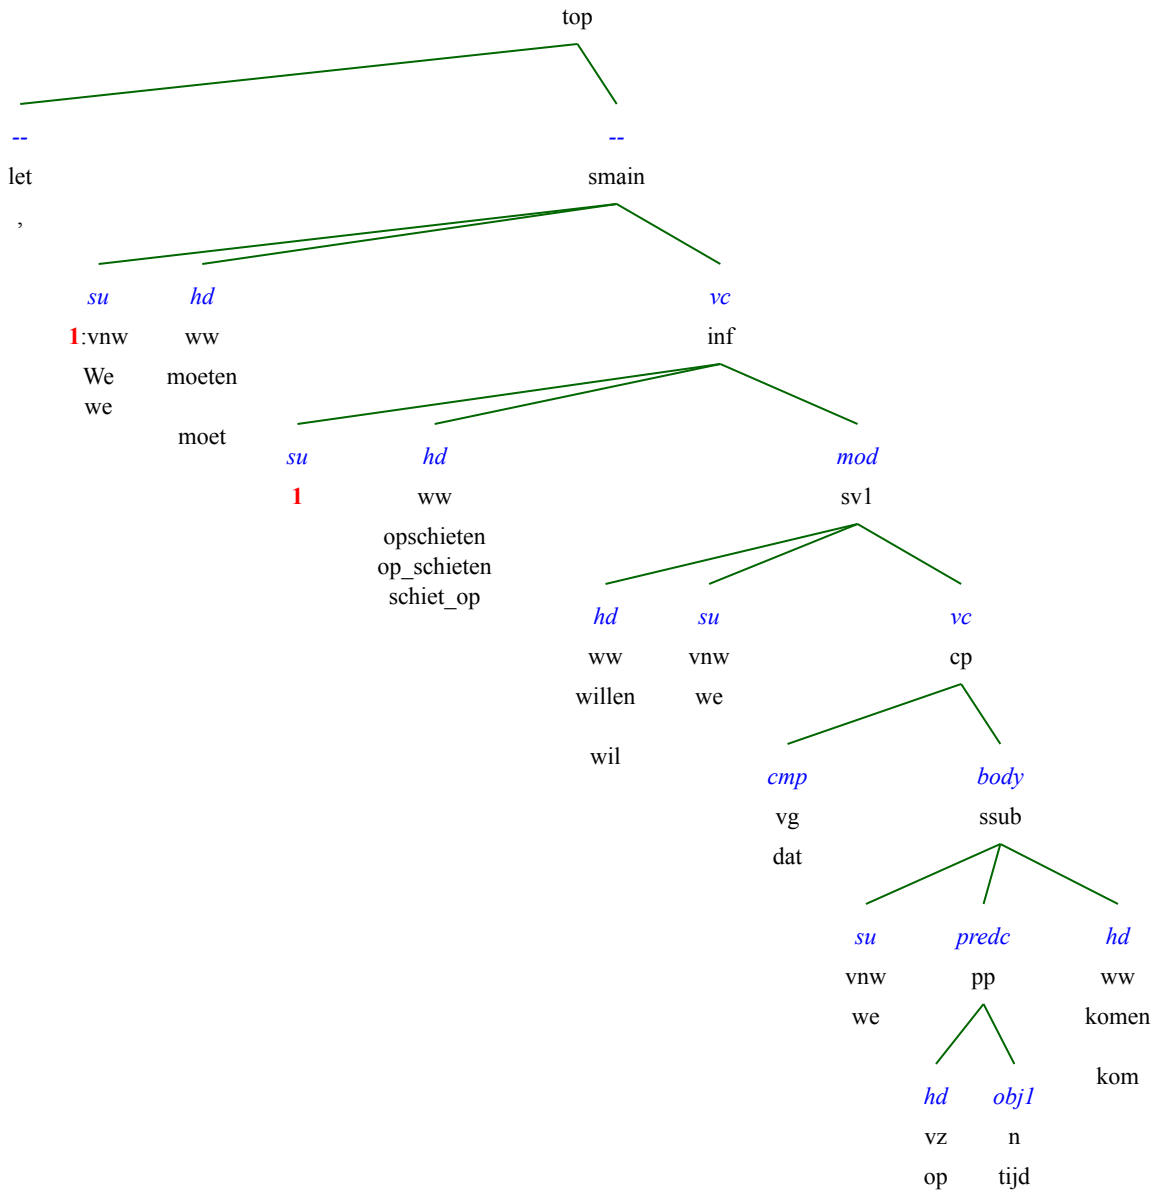 top
-- --
let smain
,
su hd vc
1:vnw ww inf
We moeten
we
moet
su hd mod
1 ww sv1
opschieten
op_schieten
schiet_op
hd su vc
ww vnw cp
willen we
wil
cmp body
vg ssub
dat
su predc hd
vnw pp ww
we komen
kom
hd obj1
vz n
op tijd